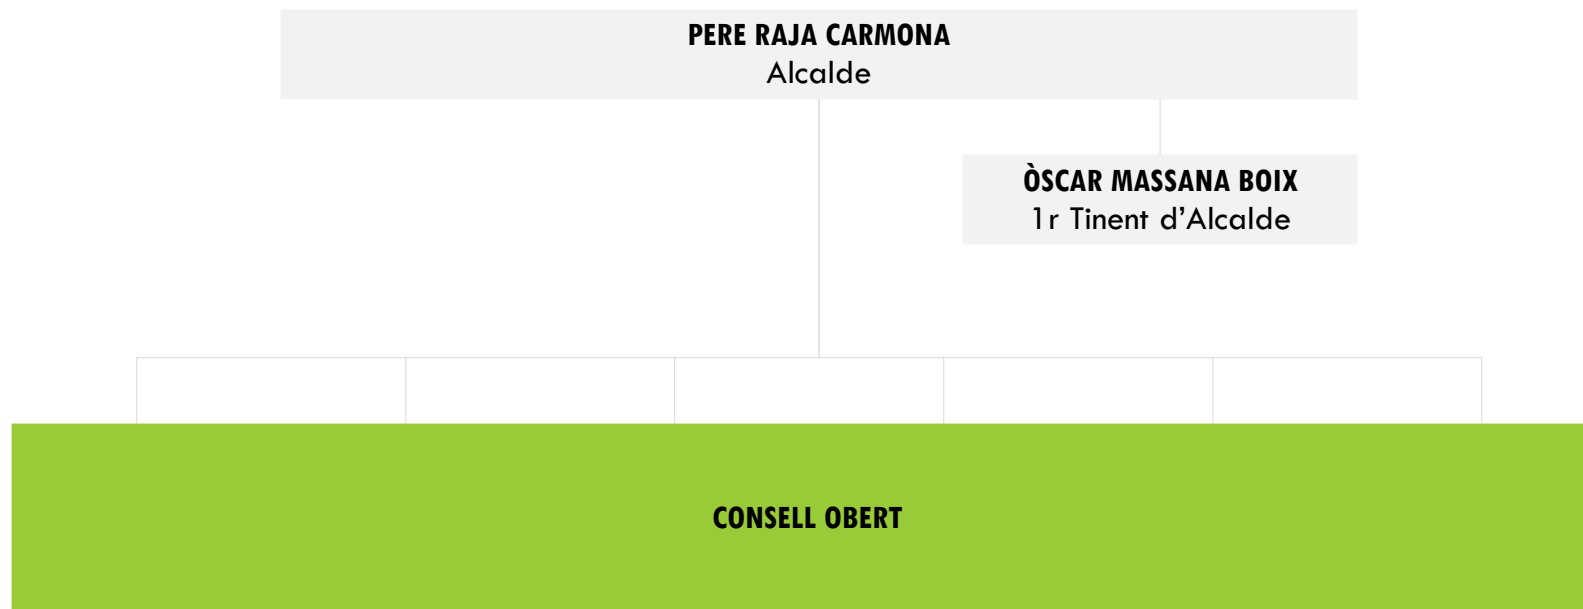 PERE RAJA CARMONA
Alcalde
ÒSCAR MASSANA BOIX
1r Tinent d’Alcalde
CONSELL OBERT